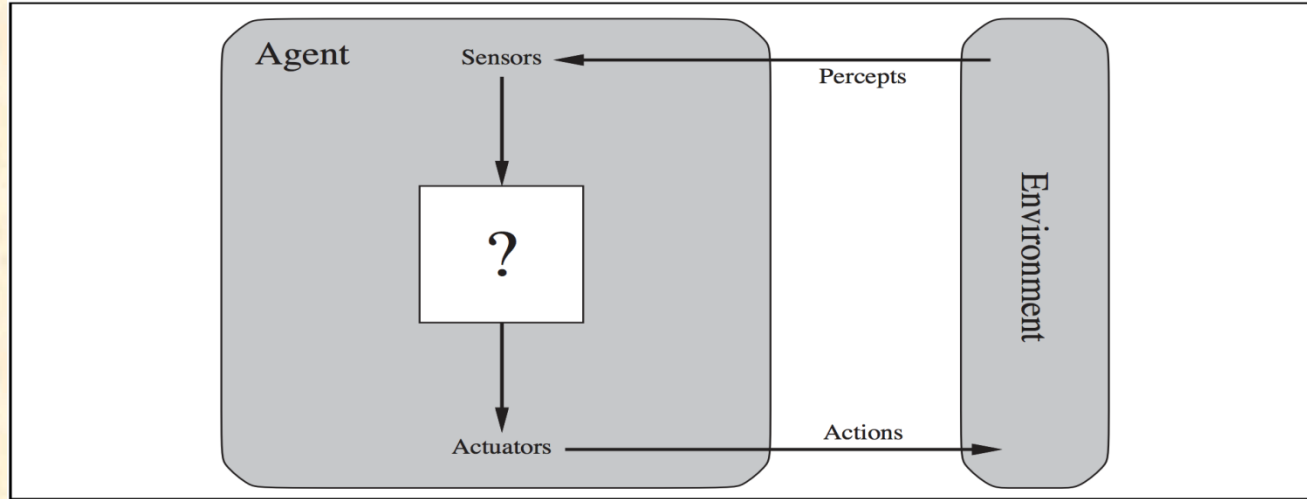 Agent
Sensors
Percepts
?
Environment
Actuators
Actions